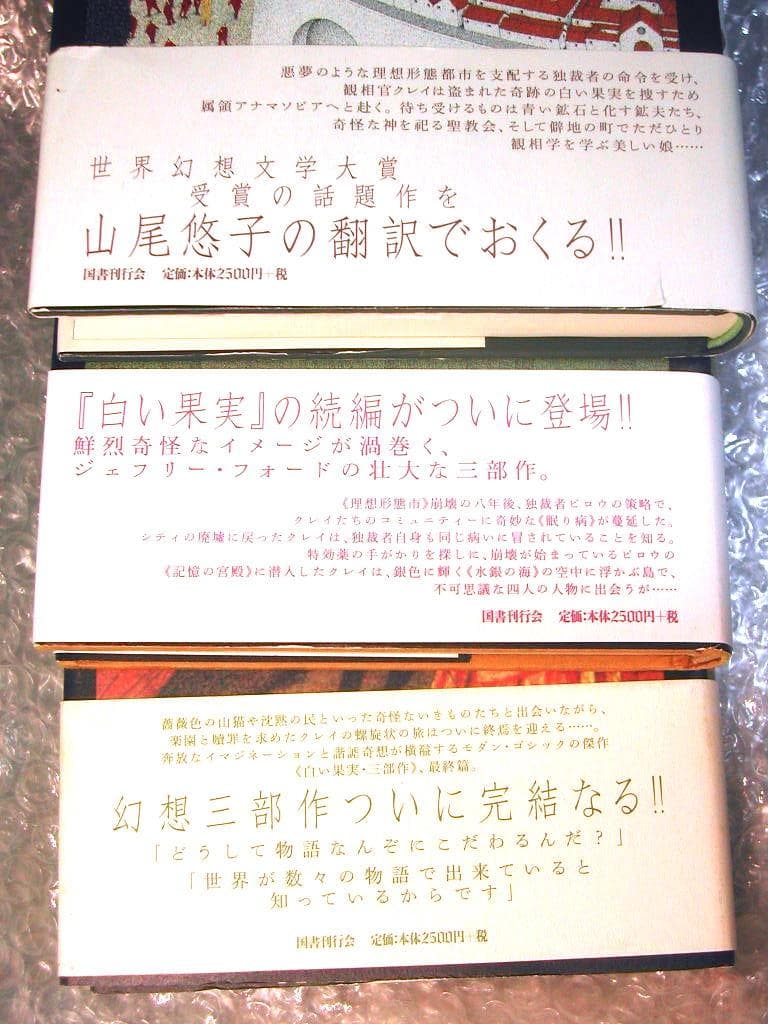 悪夢のような理想形態都市を支配する独裁者の命令を受け、
観相官クレイは盗まれた奇跡の白い果実を捜すため
属領アナマソビアへと赴く。待ち受けるものは青い鉱石と化す鉱夫たち、
奇怪な神を祀る聖教会、そして僻地の町でただひとり
観相学を学ぶ美しい娘……
世界幻想文学大賞
受賞の話題作を
山尾悠子の翻訳でおくる!!
国書刊行会 定価：本体2500円＋税
『白い果実』の続編がついに登場!!
鮮烈奇怪なイメージが渦巻く、
ジェフリー・フォードの壮大な三部作。
《理想形態市》崩壊の八年後、独裁者ビロウの策略で、
クレイたちのコミュニティーに奇妙な《眠り病》が蔓延した。
シティの廃墟に戻ったクレイは、独裁者自身も同じ病いに冒されていることを知る。
特効薬の手がかりを探しに、崩壊が始まっているビロウの
《記憶の宮殿》に潜入したクレイは、銀色に輝く《水銀の海》の空中に浮かぶ島で、
不可思議な四人の人物に出会うが……
国書刊行会 定価：本体2500円＋税
薔薇色の山猫や沈黙の民といった奇怪ないきものたちと出会いながら、
楽園と贖罪を求めたクレイの螺旋状の旅はついに終焉を迎える……。
奔放なイマジネーションと諧謔奇想が横溢するモダン・ゴシックの傑作
《白い果実・三部作》、最終篇。
幻想三部作ついに完結なる!!
「どうして物語なんぞにこだわるんだ？」
「世界が数々の物語で出来ていると
知っているからです」
国書刊行会 定価：本体2500円＋税